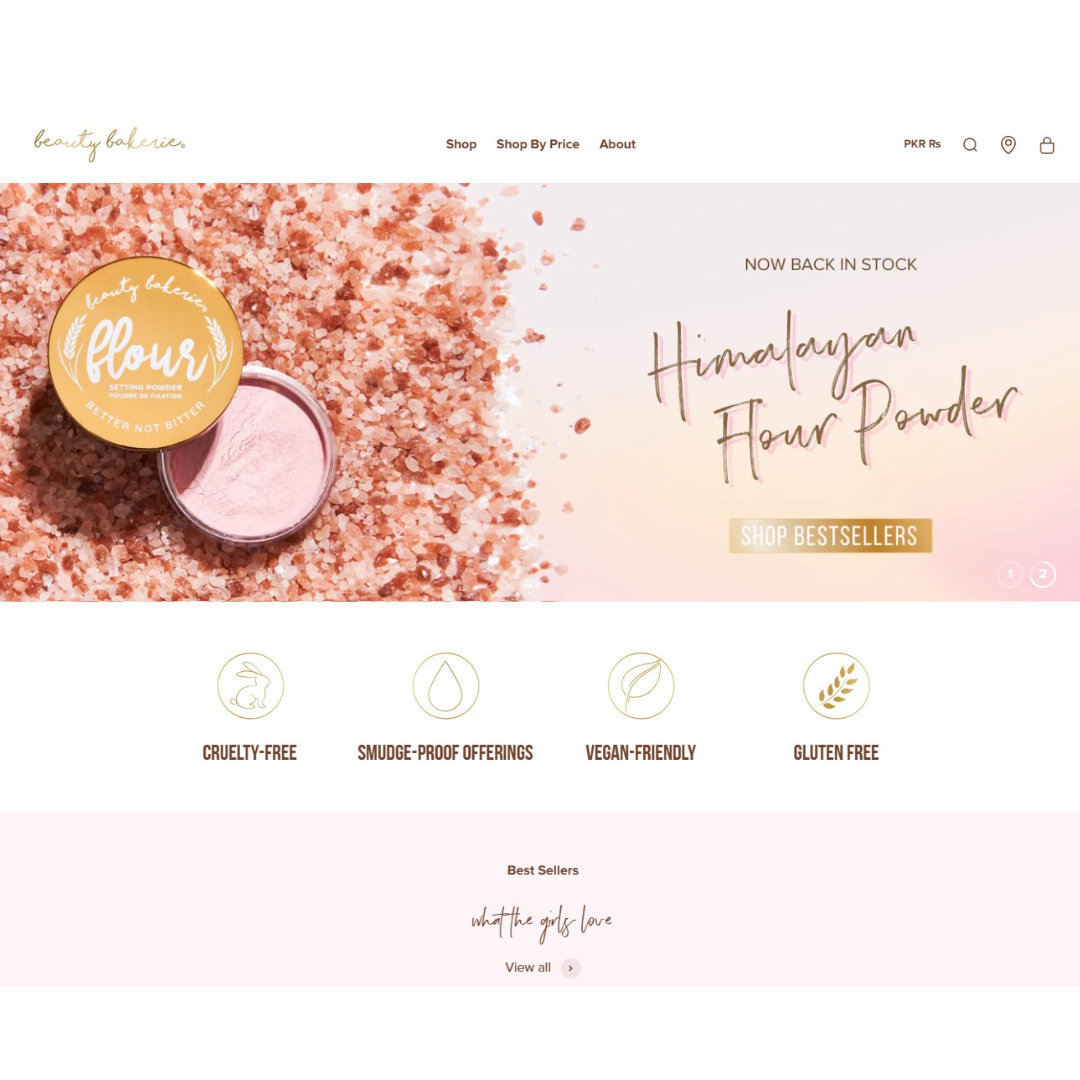 beauty bakerie
Shop Shop By Price About
PKR Rs
beauty bakerie
flour
SETTING POWDER
POUDRE DE FIXATION
BETTER NOT BITTER
NOW BACK IN STOCK
Himalayan
Flour Powder
SHOP BESTSELLERS
1 2
CRUELTY-FREE SMUDGE-PROOF OFFERINGS VEGAN-FRIENDLY GLUTEN FREE
Best Sellers
what the girls love
View all